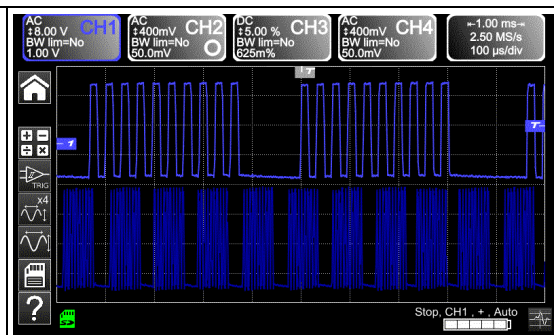 AC CH1
↕8.00 V
BW lim=No
1.00 V
AC CH2
↕400mV
BW lim=No
50.0mV
DC CH3
↕5.00 %
BW lim=No
625m%
AC CH4
↕400mV
BW lim=No
50.0mV
1.00 ms
2.50 MS/s
100 µs/div
T
1
T
TRIG
x4
?
Stop, CH1 , + , Auto